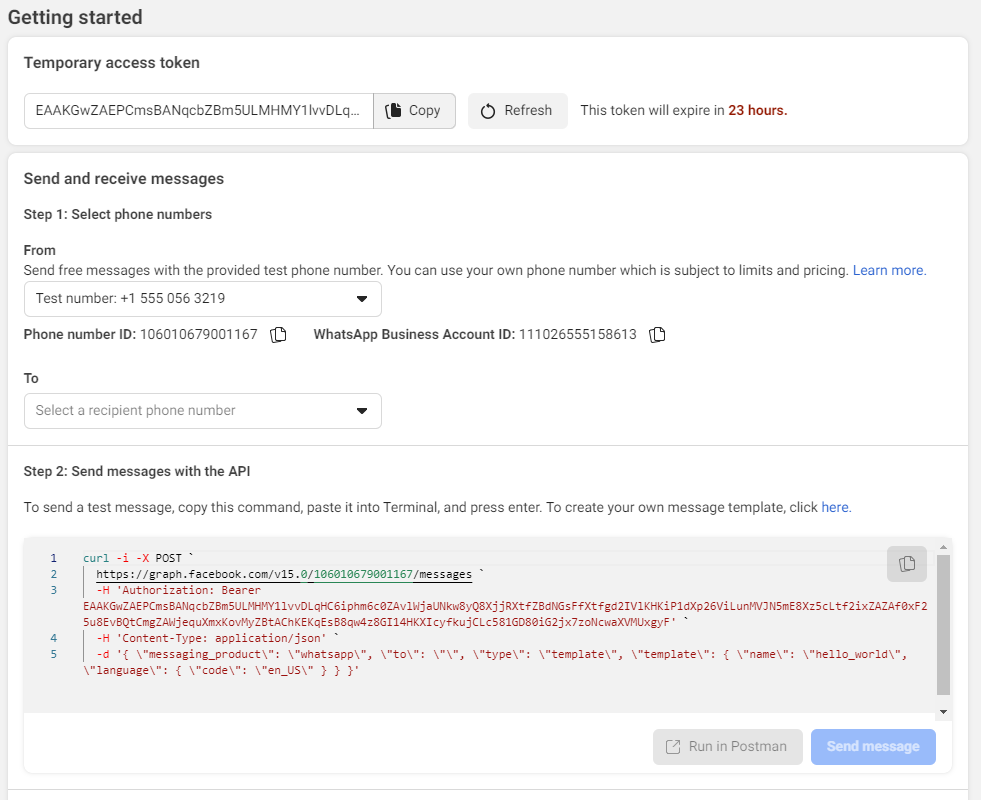 Getting started
Temporary access token
EAAKGwZAEPCmsBANqcbZBm5ULMHMY1lvvDLq...
Copy
Refresh
This token will expire in 23 hours.
Send and receive messages
Step 1: Select phone numbers
From
Send free messages with the provided test phone number. You can use your own phone number which is subject to limits and pricing. Learn more.
Test number: +1 555 056 3219
Phone number ID: 106010679001167 WhatsApp Business Account ID: 111026555158613
To
Select a recipient phone number
Step 2: Send messages with the API
To send a test message, copy this command, paste it into Terminal, and press enter. To create your own message template, click here.
1 curl -i -X POST `
2 https://graph.facebook.com/v15.0/106010679001167/messages `
3 -H 'Authorization: Bearer
EAAKGwZAEPCmsBANqcbZBm5ULMHMY1lvvDLqHC6iphm6c0ZAvlWjaUNkw8yQ8XjjRXtfZBdNGsFfXtfgd2IVlKHKiP1dXp26ViLunMVJN5mE8Xz5cLtf2ixZAZAf0xF2
5u8EvBQtCmgZAWjequXmxKovMyZBtAChKEKqEsB8qw4z8GI14HKXIcyfkujCLc581GD80iG2jx7zoNcwaXVMUxgyF' `
4 -H 'Content-Type: application/json' `
5 -d '{ \"messaging_product\": \"whatsapp\", \"to\": \"\", \"type\": \"template\", \"template\": { \"name\": \"hello_world\",
\"language\": { \"code\": \"en_US\" } } }'
Run in Postman
Send message